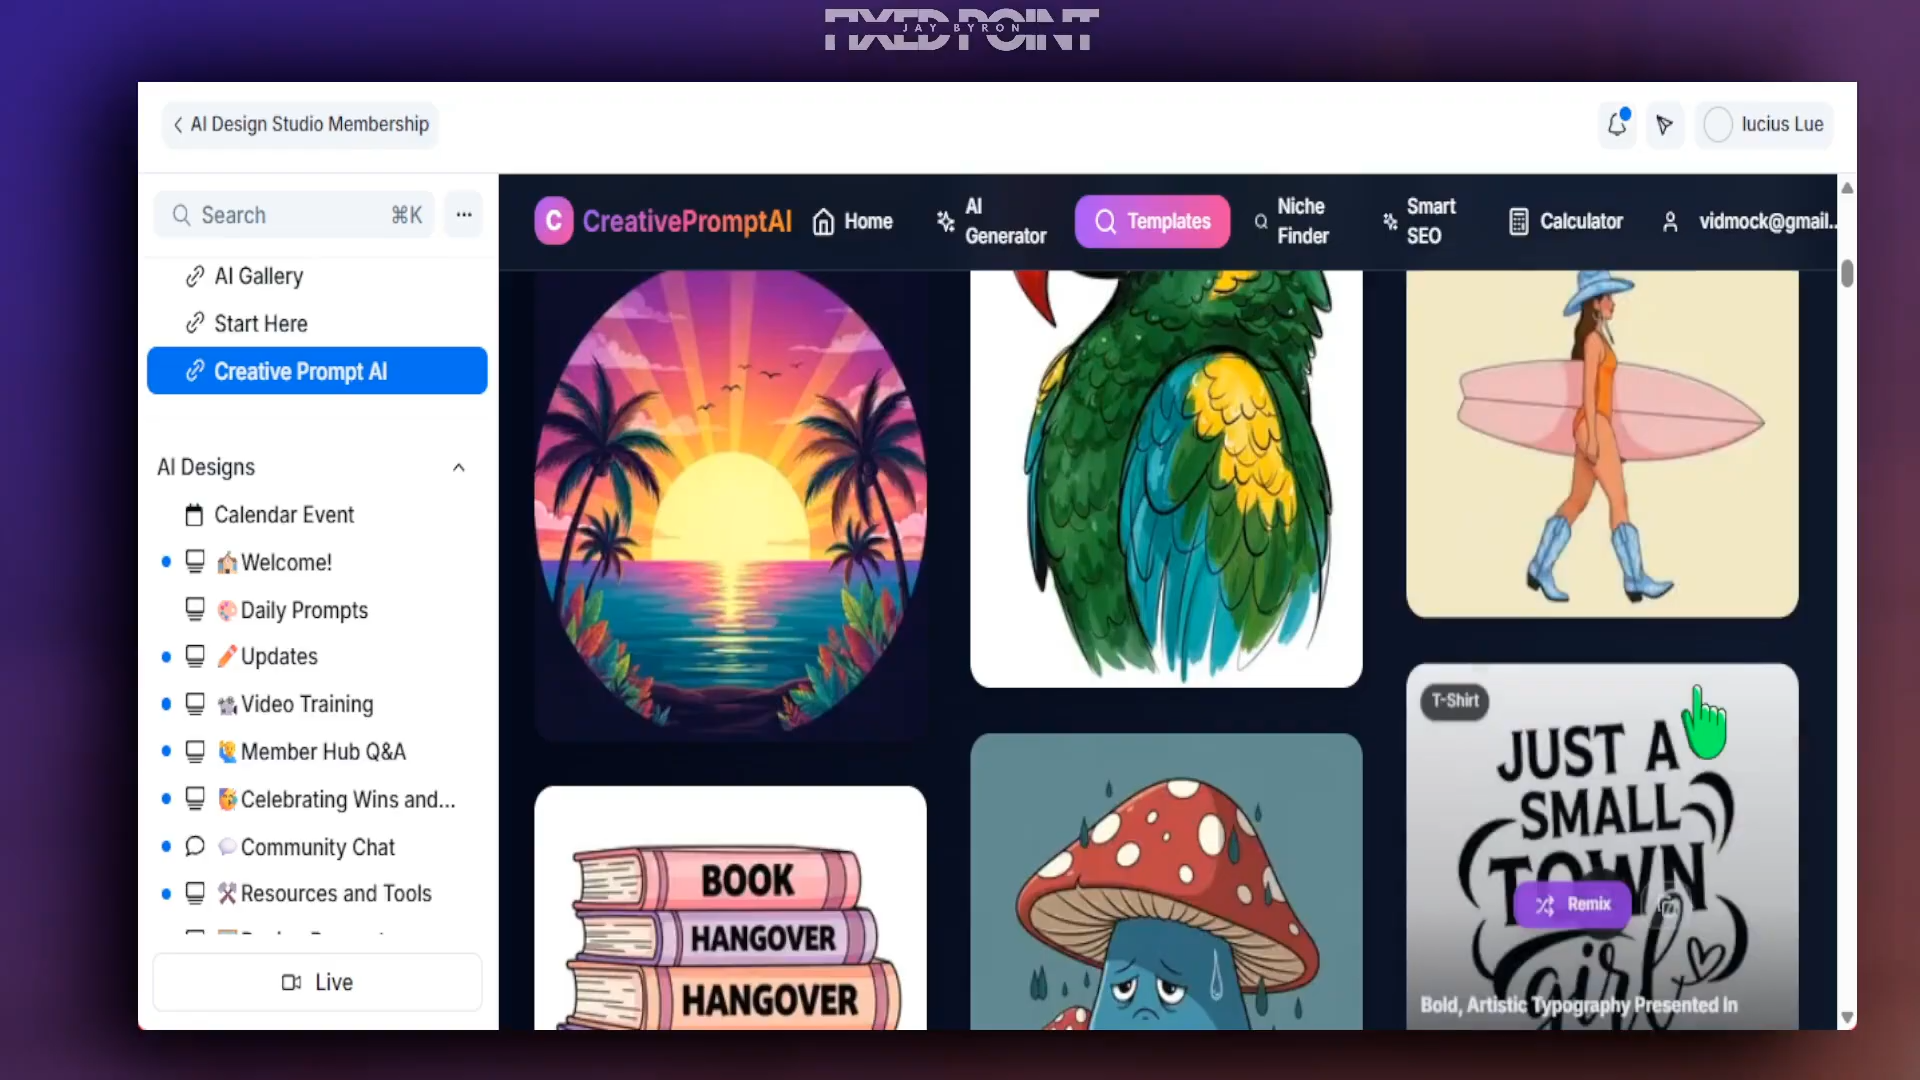 FIXED POINT
JAY BYRON
AI Design Studio Membership
lucius Lue
Search
⌘K
...
AI Gallery
Start Here
Creative Prompt AI
AI Designs
Calendar Event
Welcome!
Daily Prompts
Updates
Video Training
Member Hub Q&A
Celebrating Wins and...
Community Chat
Resources and Tools
Live
C
CreativePromptAI
Home
AI
Generator
Templates
Niche
Finder
Smart
SEO
Calculator
vidmock@gmail...
BOOK
HANGOVER
HANGOVER
T-Shirt
JUST A
SMALL
TOWN
girl
Remix
Bold, Artistic Typography Presented In